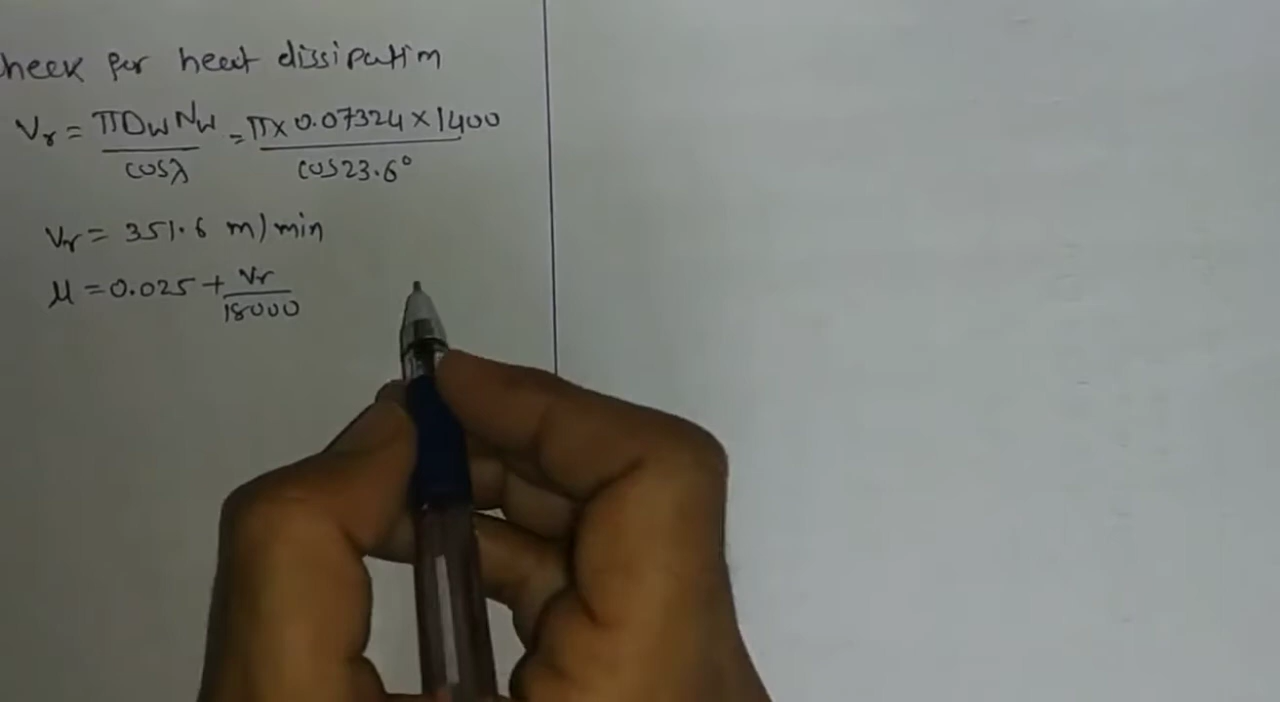 heck for heat dissipation
Vr = πDwNw/cosλ = π × 0.07324 × 1400/cos23.6°
Vr = 351.6 m/min
μ = 0.025 + Vr/18000